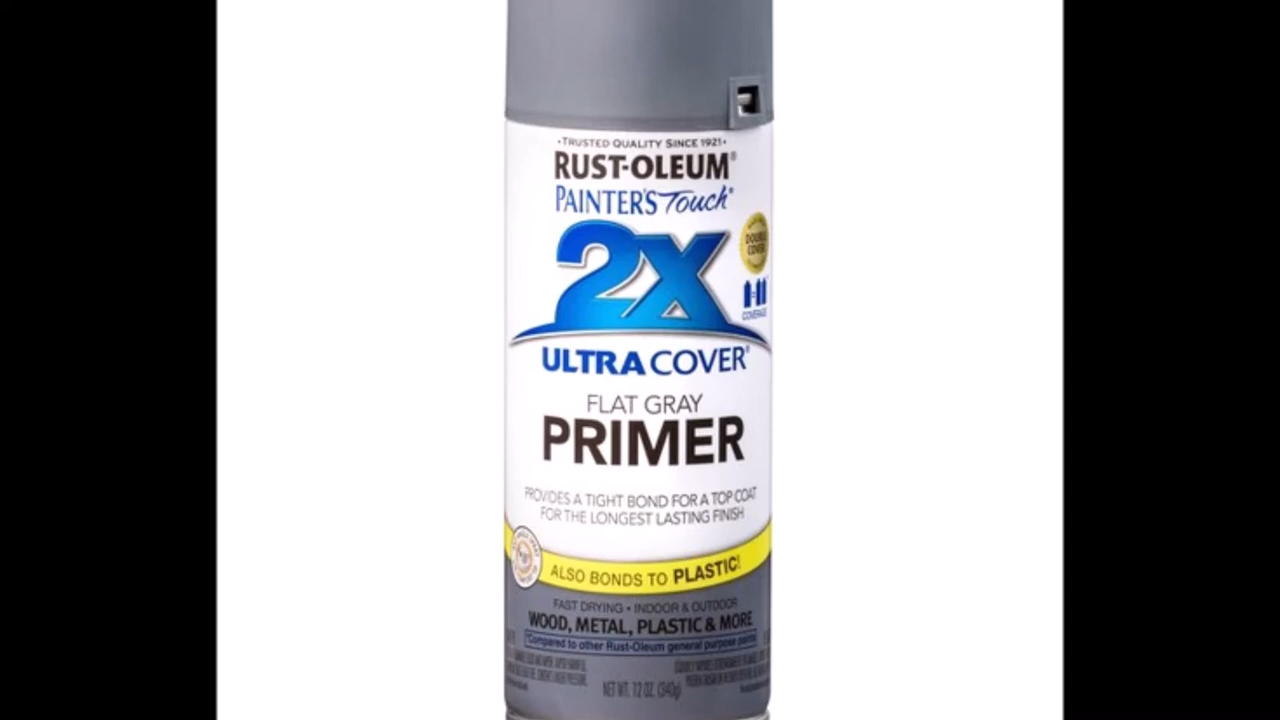 ·TRUSTED QUALITY SINCE 1921·
RUST-OLEUM®
PAINTER'S Touch®
2X
DOUBLE
COVER
COVERAGE
ULTRA COVER®
FLAT GRAY
PRIMER
PROVIDES A TIGHT BOND FOR A TOP COAT
FOR THE LONGEST LASTING FINISH
ALSO BONDS TO PLASTIC!
FAST DRYING • INDOOR & OUTDOOR
WOOD, METAL, PLASTIC & MORE
*Compared to other Rust-Oleum general purpose paints
NET WT. 12 OZ. (340g)